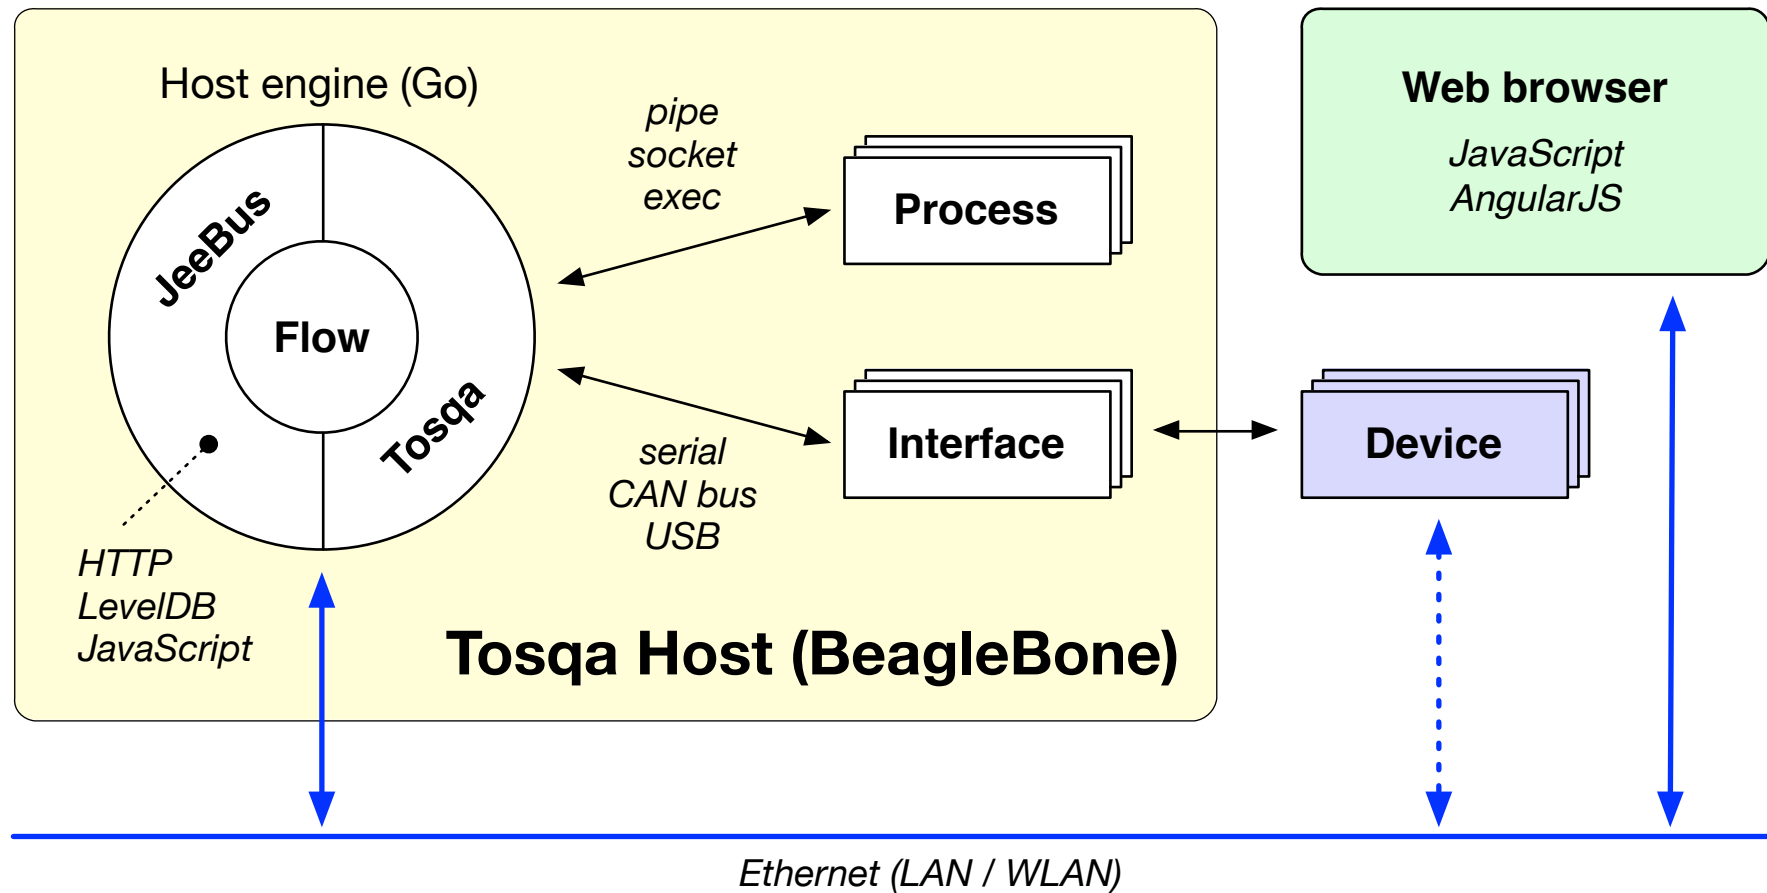 Host engine (Go)
JeeBus
Flow
Tosqa
HTTP
LevelDB
JavaScript
pipe
socket
exec
Process
serial
CAN bus
USB
Interface
Tosqa Host (BeagleBone)
Web browser
JavaScript
AngularJS
Device
Ethernet (LAN / WLAN)